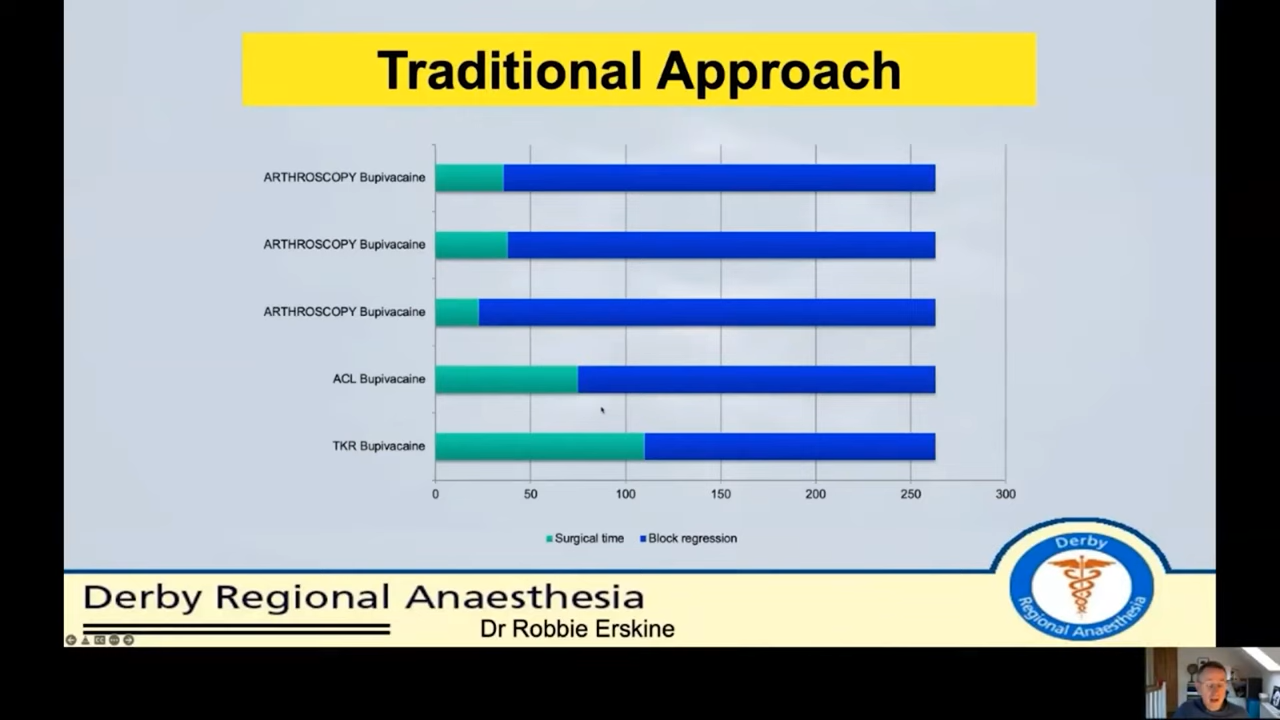 Traditional Approach
ARTHROSCOPY Bupivacaine
ARTHROSCOPY Bupivacaine
ARTHROSCOPY Bupivacaine
ACL Bupivacaine
TKR Bupivacaine
0 50 100 150 200 250 300
Surgical time Block regression
Derby Regional Anaesthesia
Dr Robbie Erskine
Derby
Regional Anaesthesia